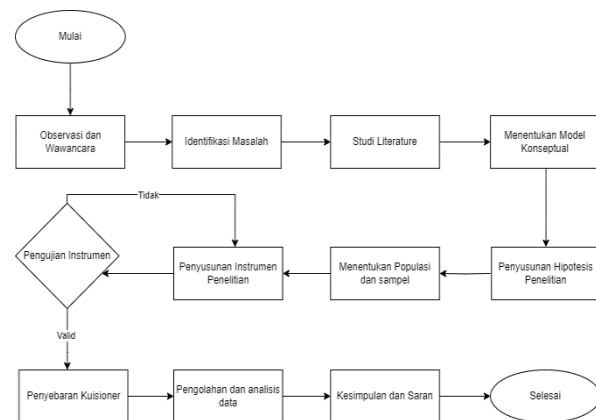 Mulai
Observasi dan
Wawancara
Identifikasi Masalah
Studi Literature
Menentukan Model
Konseptual
Tidak
Pengujian Instrumen
Penyusunan Instrumen
Penelitian
Menentukan Populasi
dan sampel
Penyusunan Hipotesis
Penelitian
Valid
Penyebaran Kuisioner
Pengolahan dan analisis
data
Kesimpulan dan Saran
Selesai